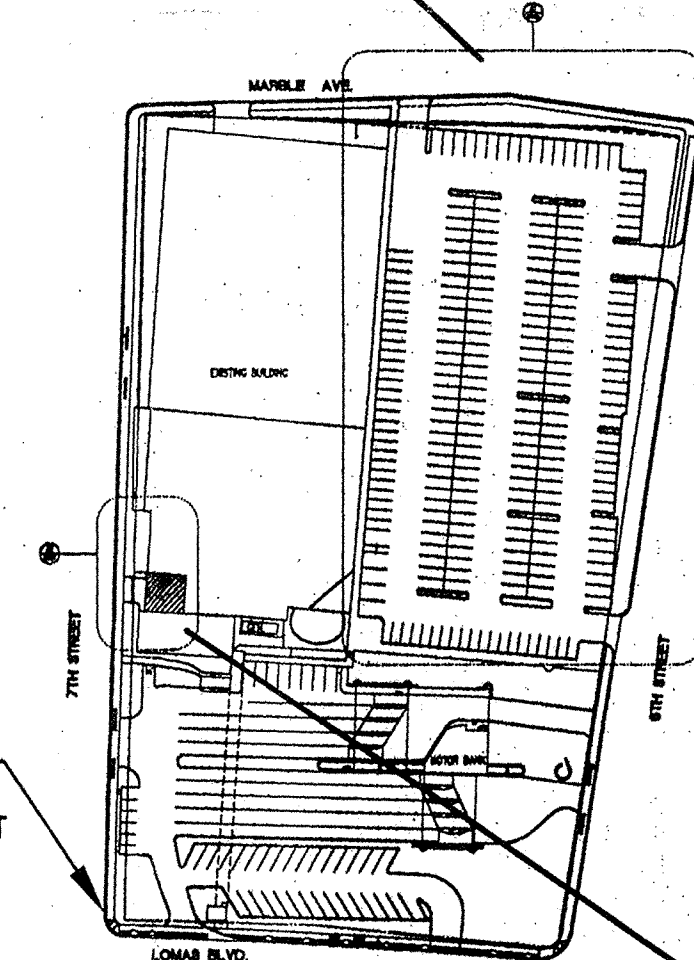 MARBLE AVE.
EXISTING BUILDING
7TH STREET
6TH STREET
MOTOR BANK
T
LOMAS BLVD.